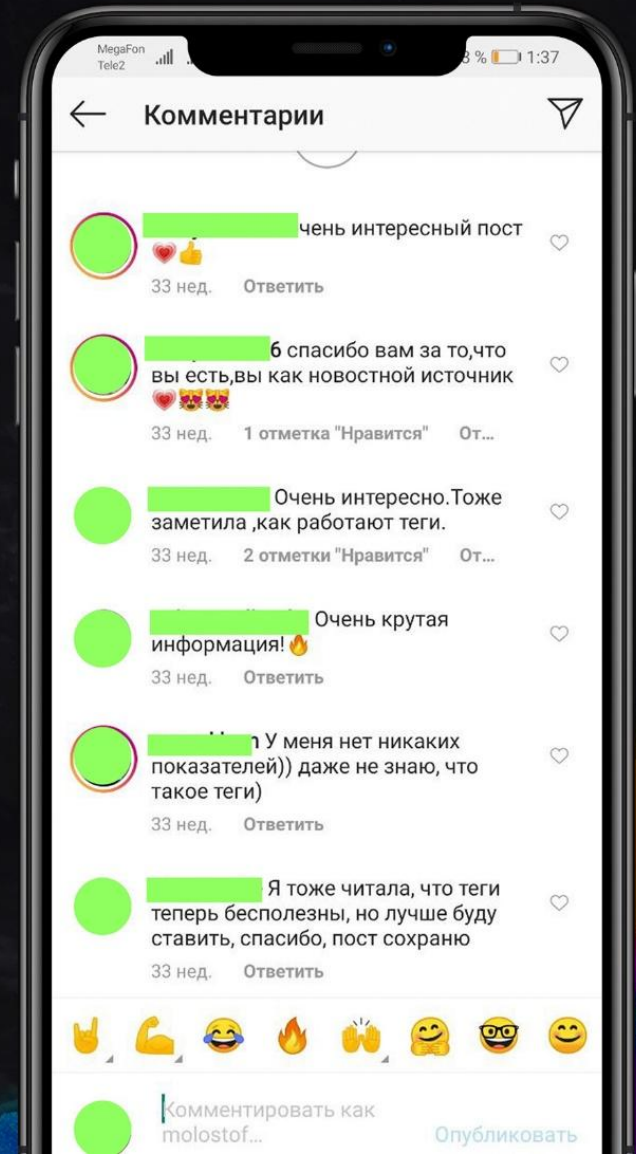 MegaFon
Tele2
3 % 1:37
Комментарии
чень интересный пост
💗👍
33 нед. Ответить
6 спасибо вам за то,что
вы есть,вы как новостной источник
💗😻😻
33 нед. 1 отметка "Нравится" От...
Очень интересно.Тоже
заметила ,как работают теги.
33 нед. 2 отметки "Нравится" От...
Очень крутая
информация!🔥
33 нед. Ответить
У меня нет никаких
показателей)) даже не знаю, что
такое теги)
33 нед. Ответить
Я тоже читала, что теги
теперь бесполезны, но лучше буду
ставить, спасибо, пост сохраню
33 нед. Ответить
Комментировать как
molostof...
Опубликовать